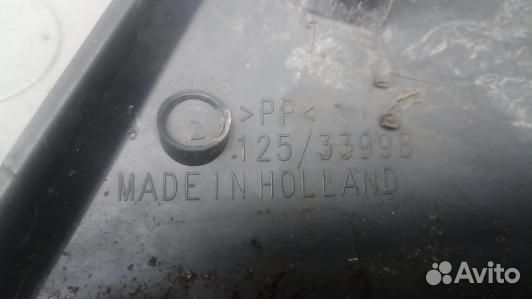 >PP<
125/33998
MADE IN HOLLAND
Avito